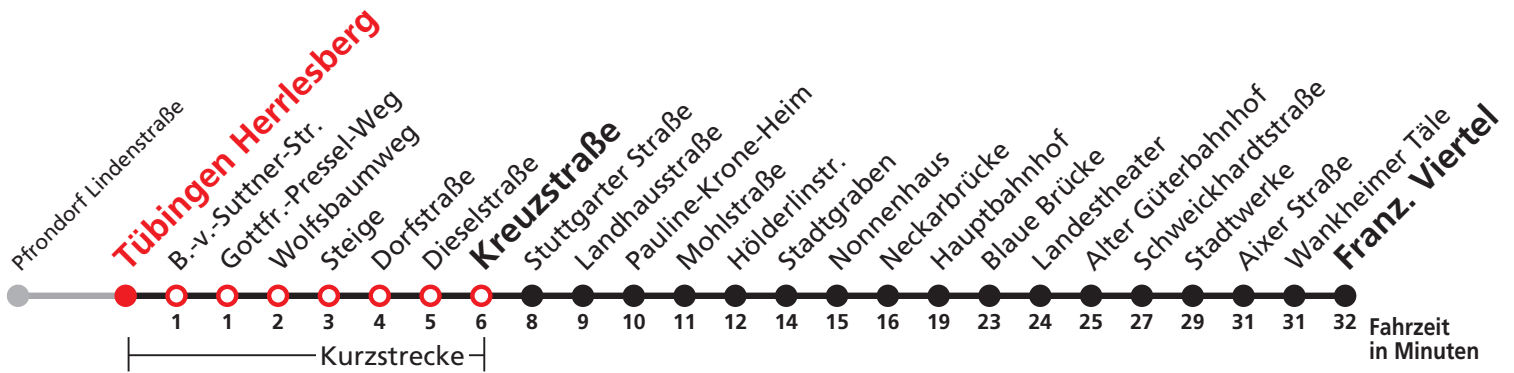 Pfrondorf Lindenstraße
Tübingen Herrlesberg
B.-v.-Suttner-Str.
Gottfr.-Pressel-Weg
Wolfsbaumweg
Steige
Dorfstraße
Dieselstraße
Kreuzstraße
Stuttgarter Straße
Landhausstraße
Pauline-Krone-Heim
Mohlstraße
Hölderlinstr.
Stadtgraben
Nonnenhaus
Neckarbrücke
Hauptbahnhof
Blaue Brücke
Landestheater
Alter Güterbahnhof
Schweickhardtstraße
Stadtwerke
Aixer Straße
Wankheimer Täle
Franz. Viertel
1 1 2 3 4 5 6 8 9 10 11 12 14 15 16 19 23 24 25 27 29 31 31 32
Fahrzeit
in Minuten
Kurzstrecke